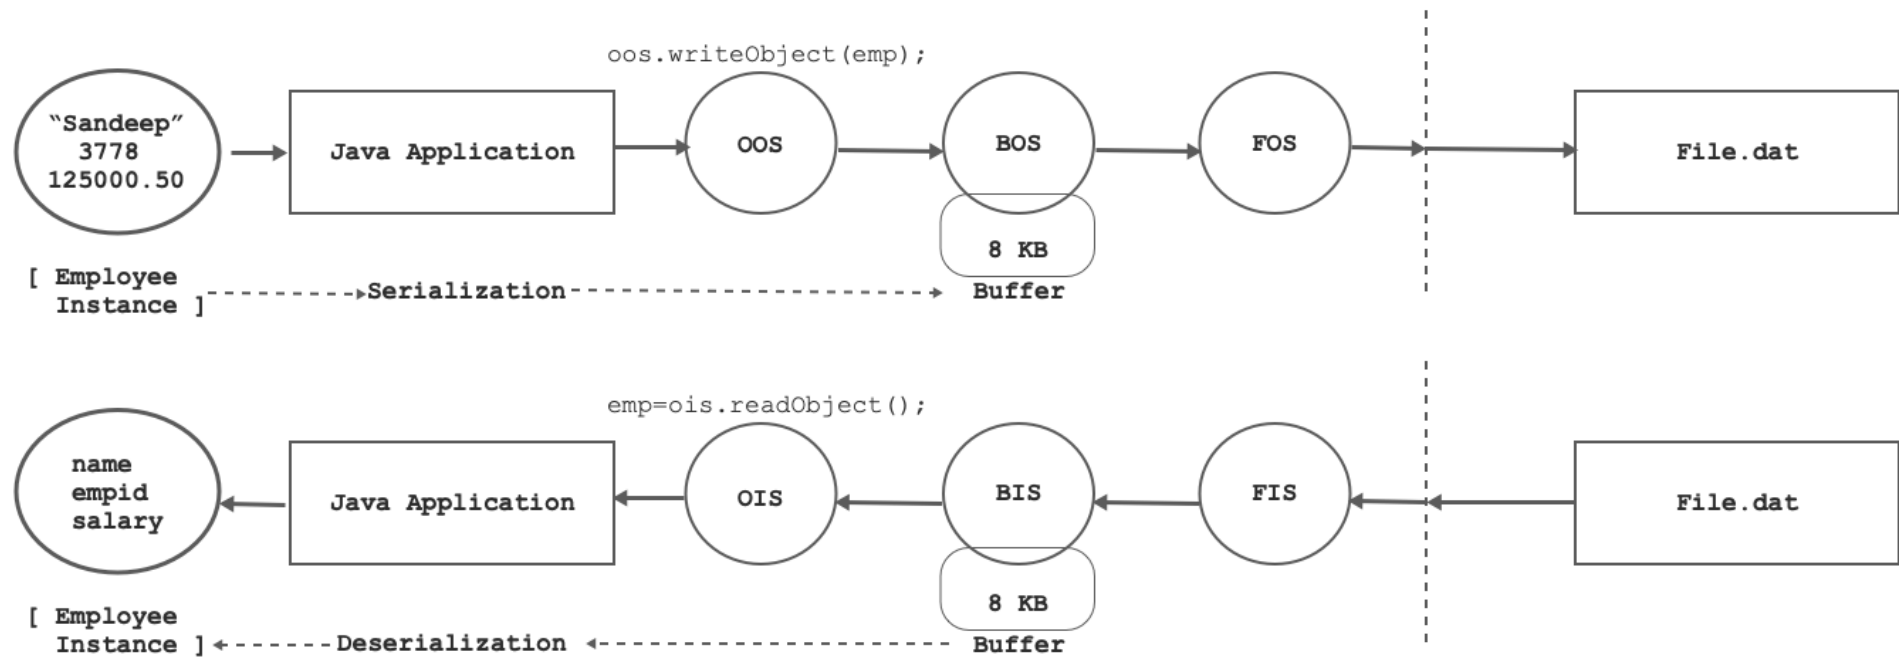 oos.writeObject(emp);
“Sandeep”
3778
125000.50
Java Application
OOS
BOS
FOS
File.dat
8 KB
Buffer
[ Employee
Instance ]
Serialization
emp=ois.readObject();
name
empid
salary
Java Application
OIS
BIS
FIS
File.dat
8 KB
Buffer
[ Employee
Instance ]
Deserialization